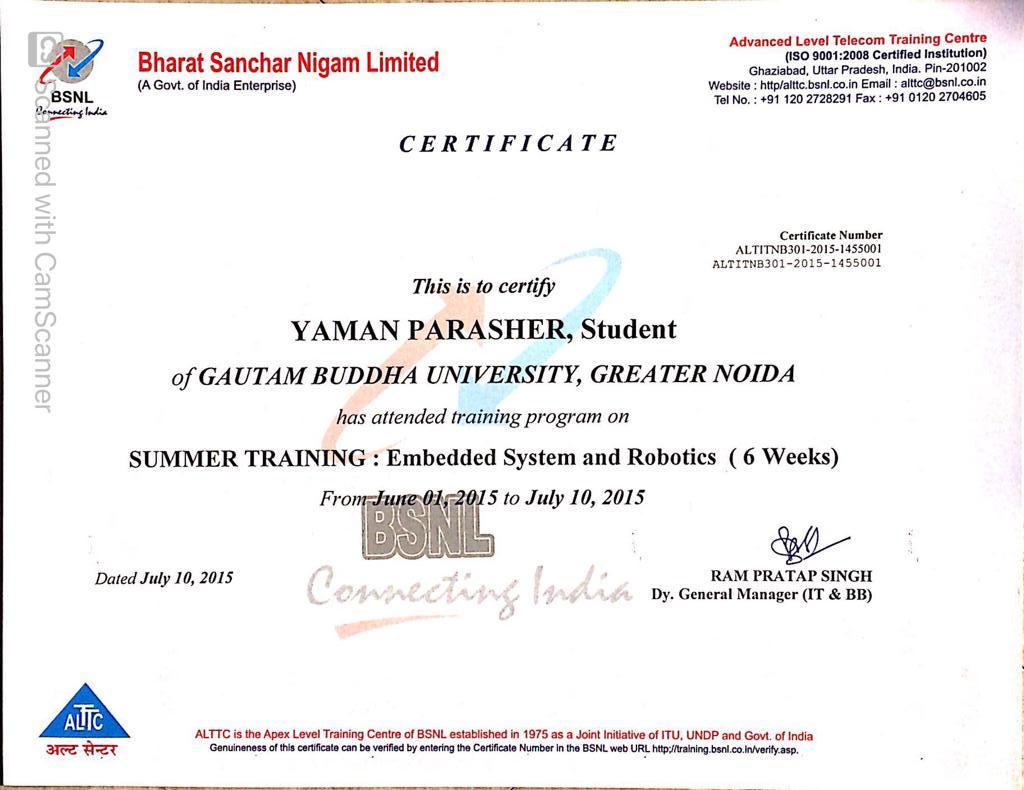 BSNL
Connecting India
Bharat Sanchar Nigam Limited
(A Govt. of India Enterprise)
Advanced Level Telecom Training Centre
(ISO 9001:2008 Certified Institution)
Ghaziabad, Uttar Pradesh, India. Pin-201002
Website : http/alttc.bsnl.co.in Email : alttc@bsnl.co.in
Tel No. : +91 120 2728291 Fax : +91 0120 2704605
Scanned with CamScanner
CERTIFICATE
Certificate Number
ALTITNB301-2015-1455001
ALTITNB301-2015-1455001
This is to certify
YAMAN PARASHER, Student
of GAUTAM BUDDHA UNIVERSITY, GREATER NOIDA
has attended training program on
SUMMER TRAINING : Embedded System and Robotics ( 6 Weeks)
From June 01, 2015 to July 10, 2015
BSNL
Connecting India
Dated July 10, 2015
RAM PRATAP SINGH
Dy. General Manager (IT & BB)
ALTTC
अल्ट सेन्टर
ALTTC is the Apex Level Training Centre of BSNL established in 1975 as a Joint Initiative of ITU, UNDP and Govt. of India
Genuineness of this certificate can be verified by entering the Certificate Number in the BSNL web URL http://training.bsnl.co.in/verify.asp.